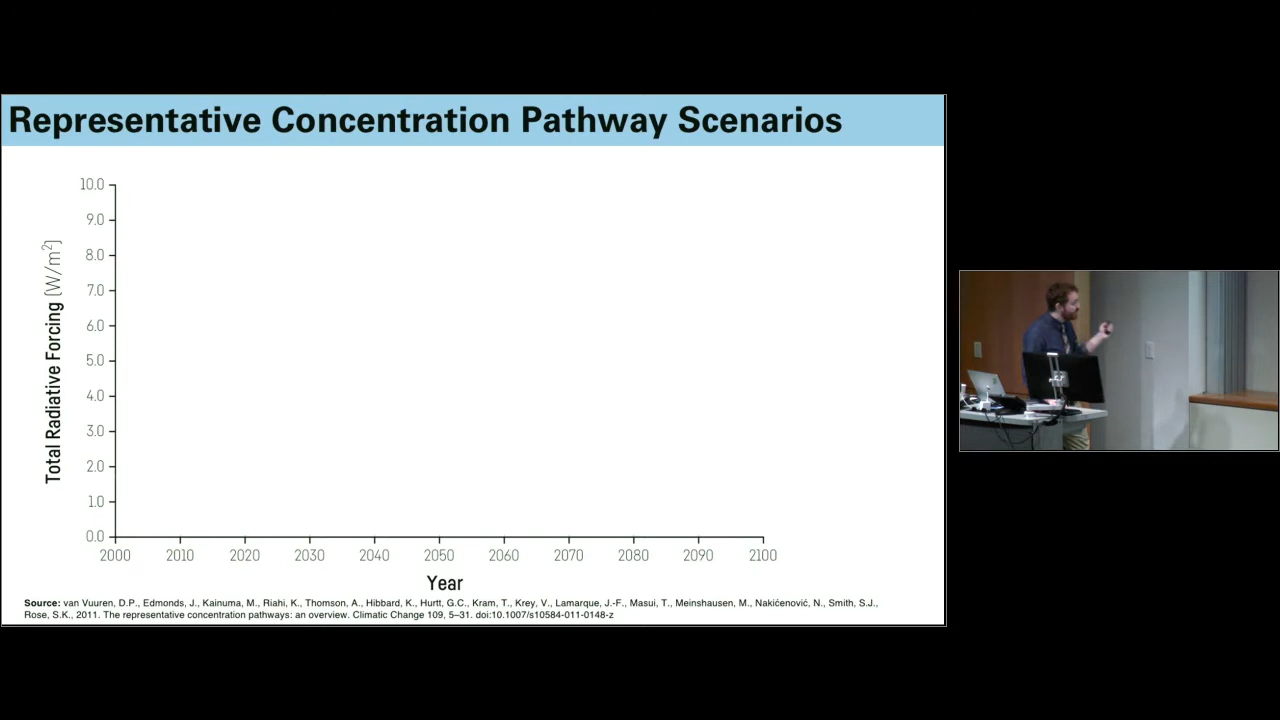 Representative Concentration Pathway Scenarios
Total Radiative Forcing [W/m²]
10.0
9.0
8.0
7.0
6.0
5.0
4.0
3.0
2.0
1.0
0.0
2000 2010 2020 2030 2040 2050 2060 2070 2080 2090 2100
Year
Source: van Vuuren, D.P., Edmonds, J., Kainuma, M., Riahi, K., Thomson, A., Hibbard, K., Hurtt, G.C., Kram, T., Krey, V., Lamarque, J.-F., Masui, T., Meinshausen, M., Nakićenović, N., Smith, S.J.,
Rose, S.K., 2011. The representative concentration pathways: an overview. Climatic Change 109, 5–31. doi:10.1007/s10584-011-0148-z